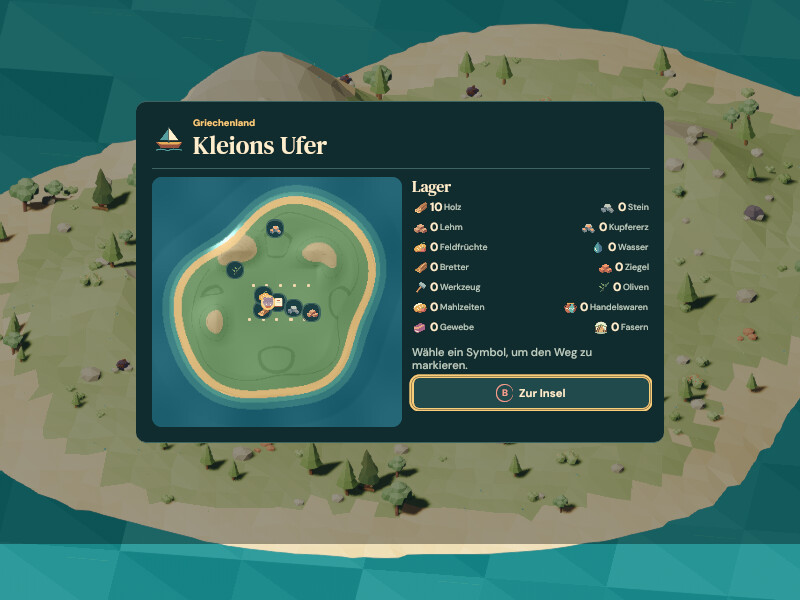 Griechenland
Kleions Ufer
Lager
10 Holz
0 Stein
0 Lehm
0 Kupfererz
0 Feldfrüchte
0 Wasser
0 Bretter
0 Ziegel
0 Werkzeug
0 Oliven
0 Mahlzeiten
0 Handelswaren
0 Gewebe
0 Fasern
Wähle ein Symbol, um den Weg zu
markieren.
B Zur Insel